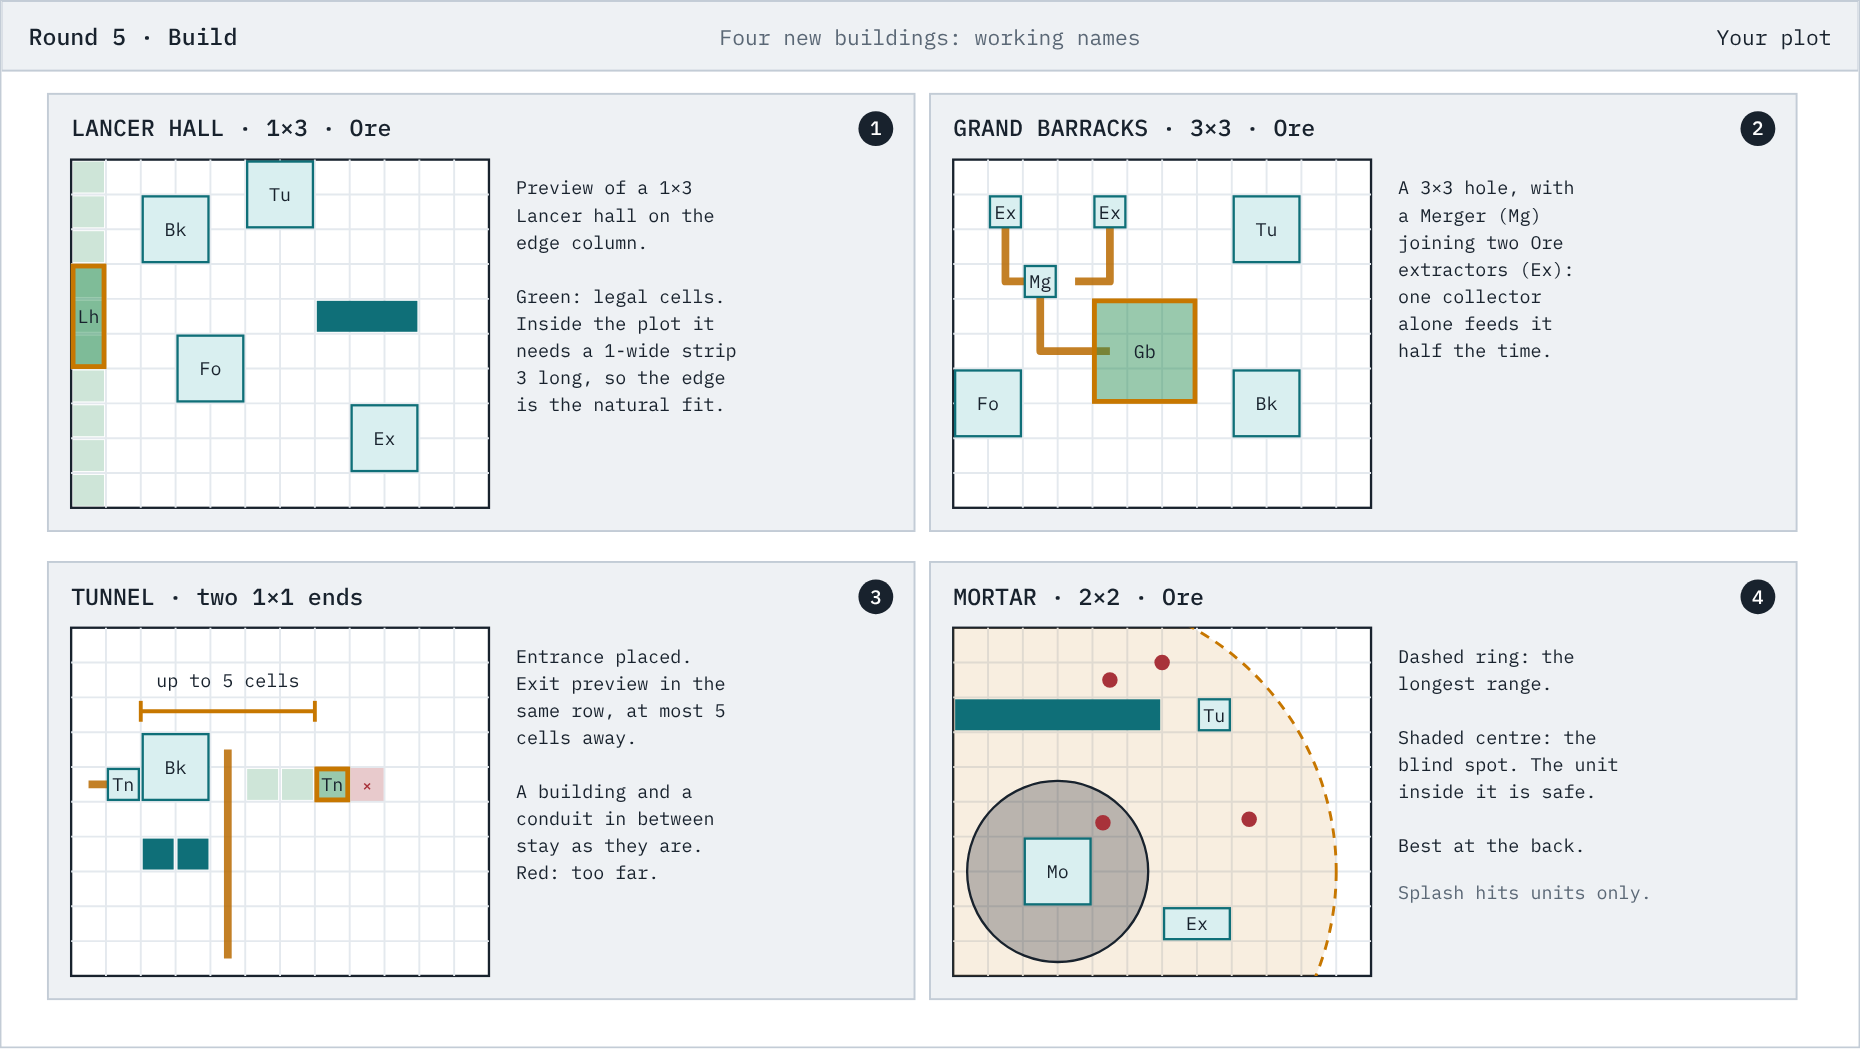 Round 5 · Build
Four new buildings: working names
Your plot
LANCER HALL · 1×3 · Ore
1
Tu
Bk
Lh
Fo
Ex
Preview of a 1×3
Lancer hall on the
edge column.
Green: legal cells.
Inside the plot it
needs a 1-wide strip
3 long, so the edge
is the natural fit.
GRAND BARRACKS · 3×3 · Ore
2
Ex
Ex
Tu
Mg
Gb
Fo
Bk
A 3×3 hole, with
a Merger (Mg)
joining two Ore
extractors (Ex):
one collector
alone feeds it
half the time.
TUNNEL · two 1×1 ends
3
up to 5 cells
Bk
Tn
Tn
×
Entrance placed.
Exit preview in the
same row, at most 5
cells away.
A building and a
conduit in between
stay as they are.
Red: too far.
MORTAR · 2×2 · Ore
4
Tu
Mo
Ex
Dashed ring: the
longest range.
Shaded centre: the
blind spot. The unit
inside it is safe.
Best at the back.
Splash hits units only.